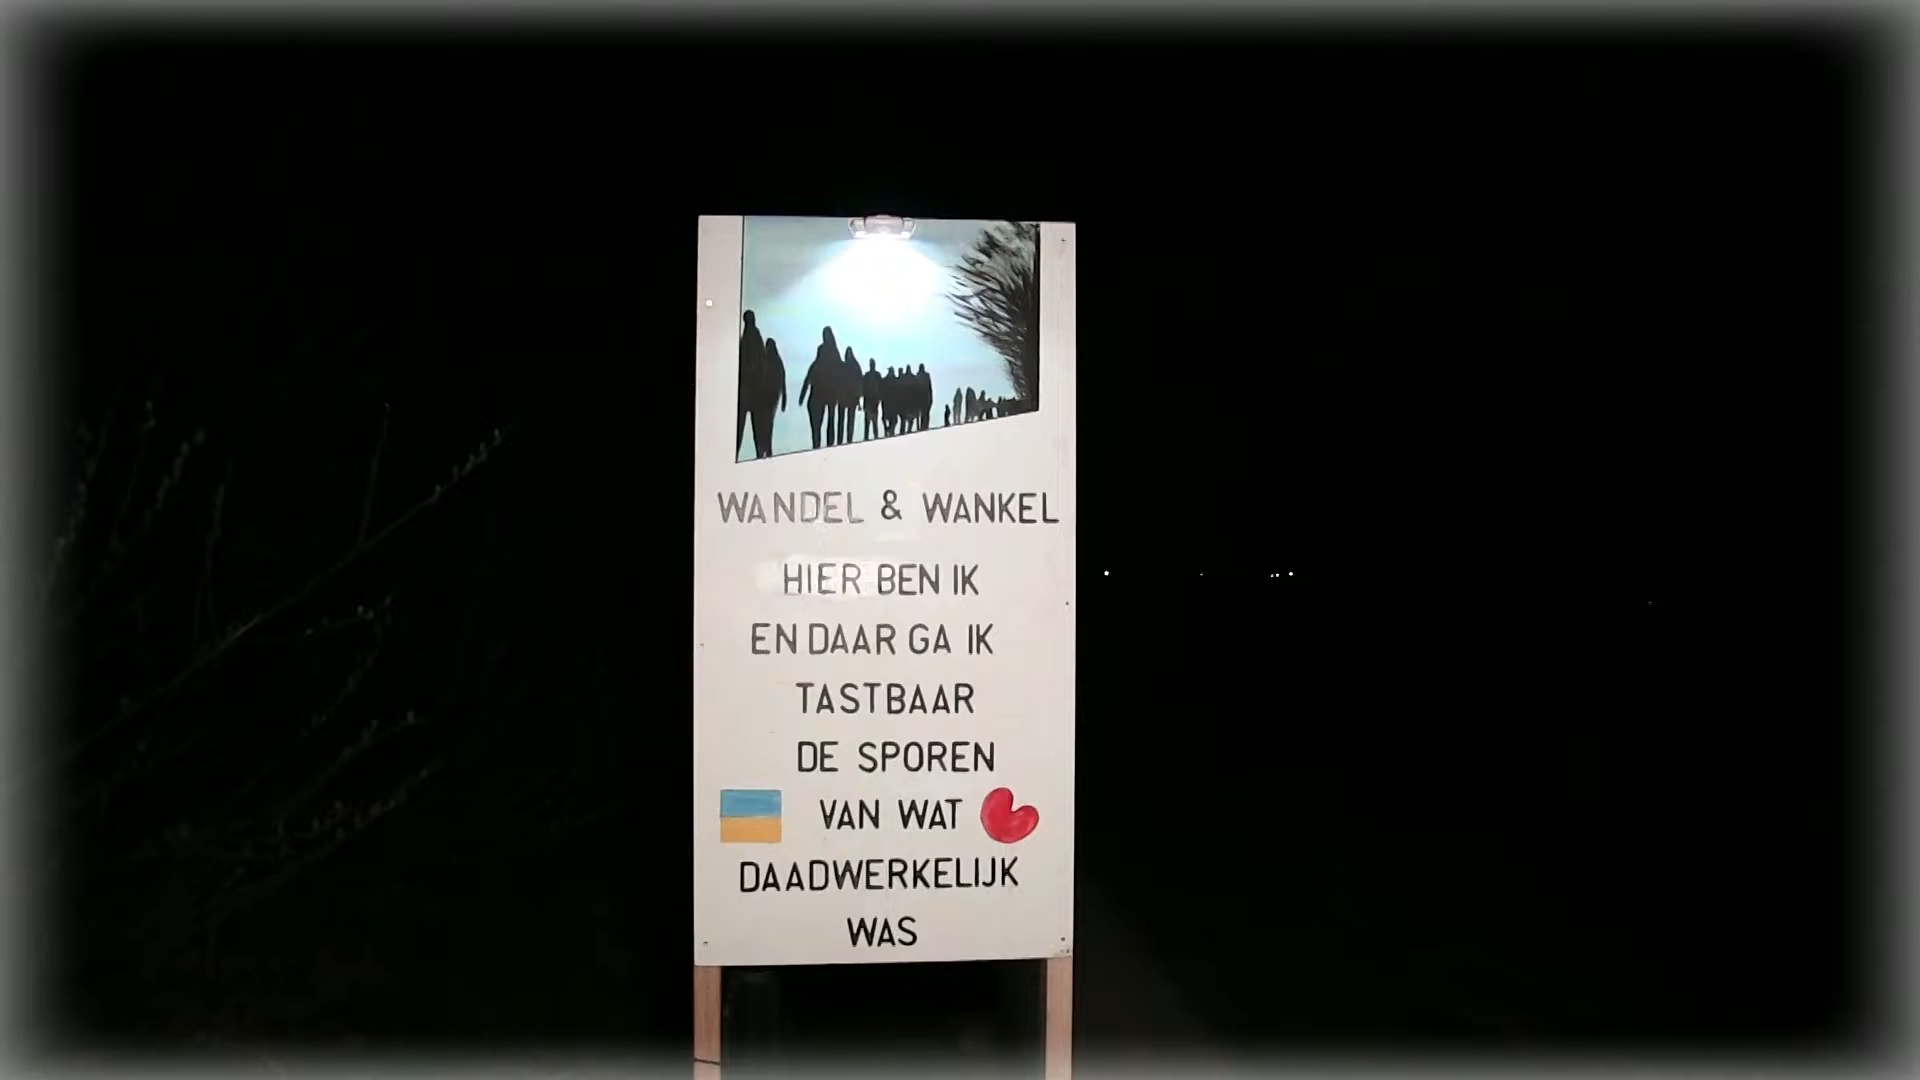 WANDEL & WANKEL
HIER BEN IK
EN DAAR GA IK
TASTBAAR
DE SPOREN
VAN WAT
DAADWERKELIJK
WAS